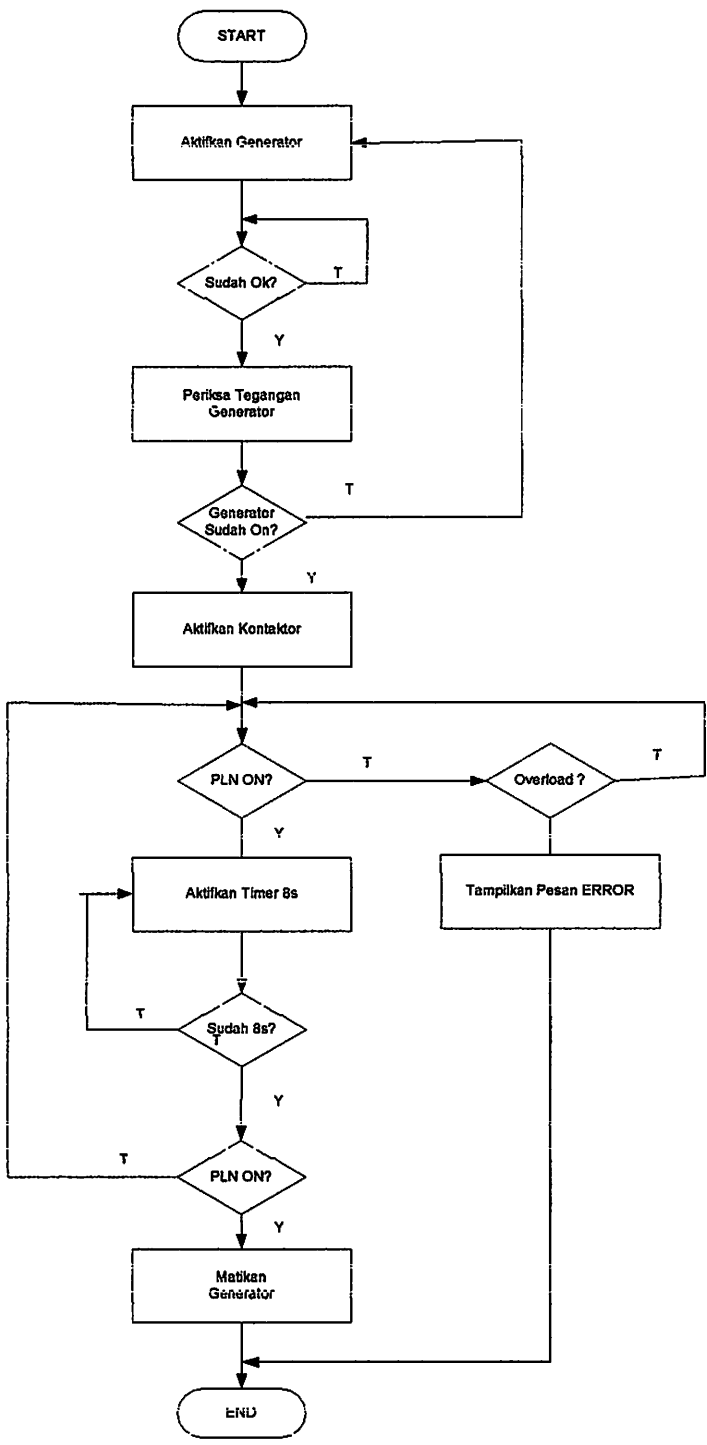 START
Aktifkan Generator
Sudah Ok?
T
Y
Periksa Tegangan
Generator
T
Generator
Sudah On?
Y
Aktifkan Kontaktor
PLN ON?
T
Overload ?
T
Y
Aktifkan Timer 8s
Tampilkan Pesan ERROR
T
Sudah 8s?
T
Y
T
PLN ON?
Y
Matikan
Generator
END